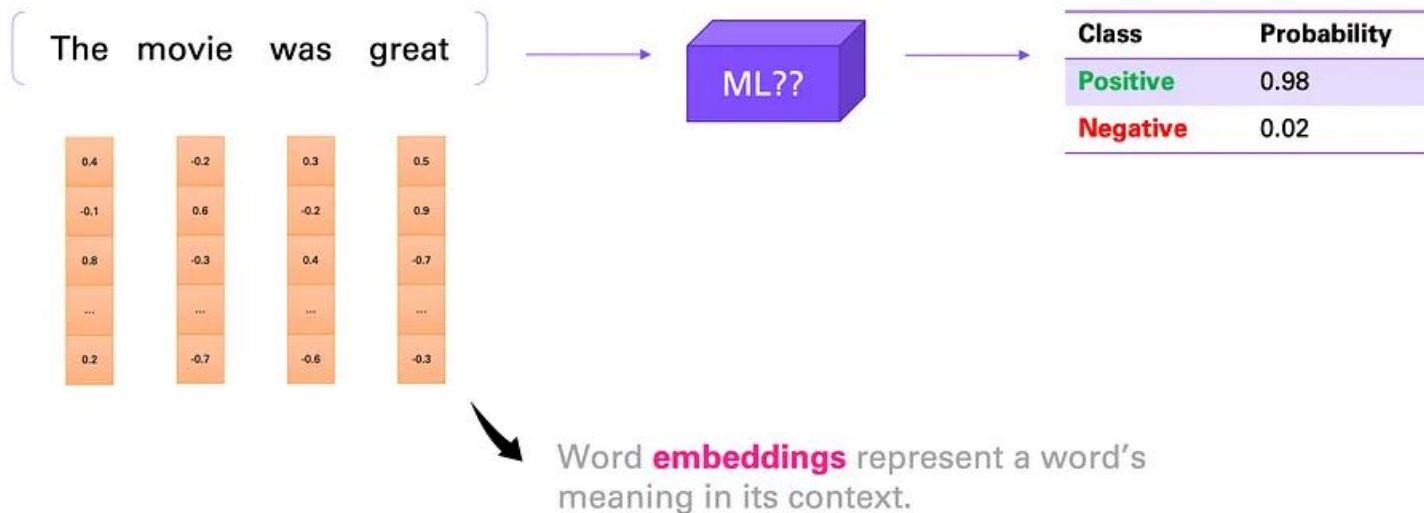 The movie was great
ML??
Class Probability
Positive 0.98
Negative 0.02
0.4 -0.2 0.3 0.5
-0.1 0.6 -0.2 0.9
0.8 -0.3 0.4 -0.7
... ... ... ...
0.2 -0.7 -0.6 -0.3
Word embeddings represent a word's
meaning in its context.